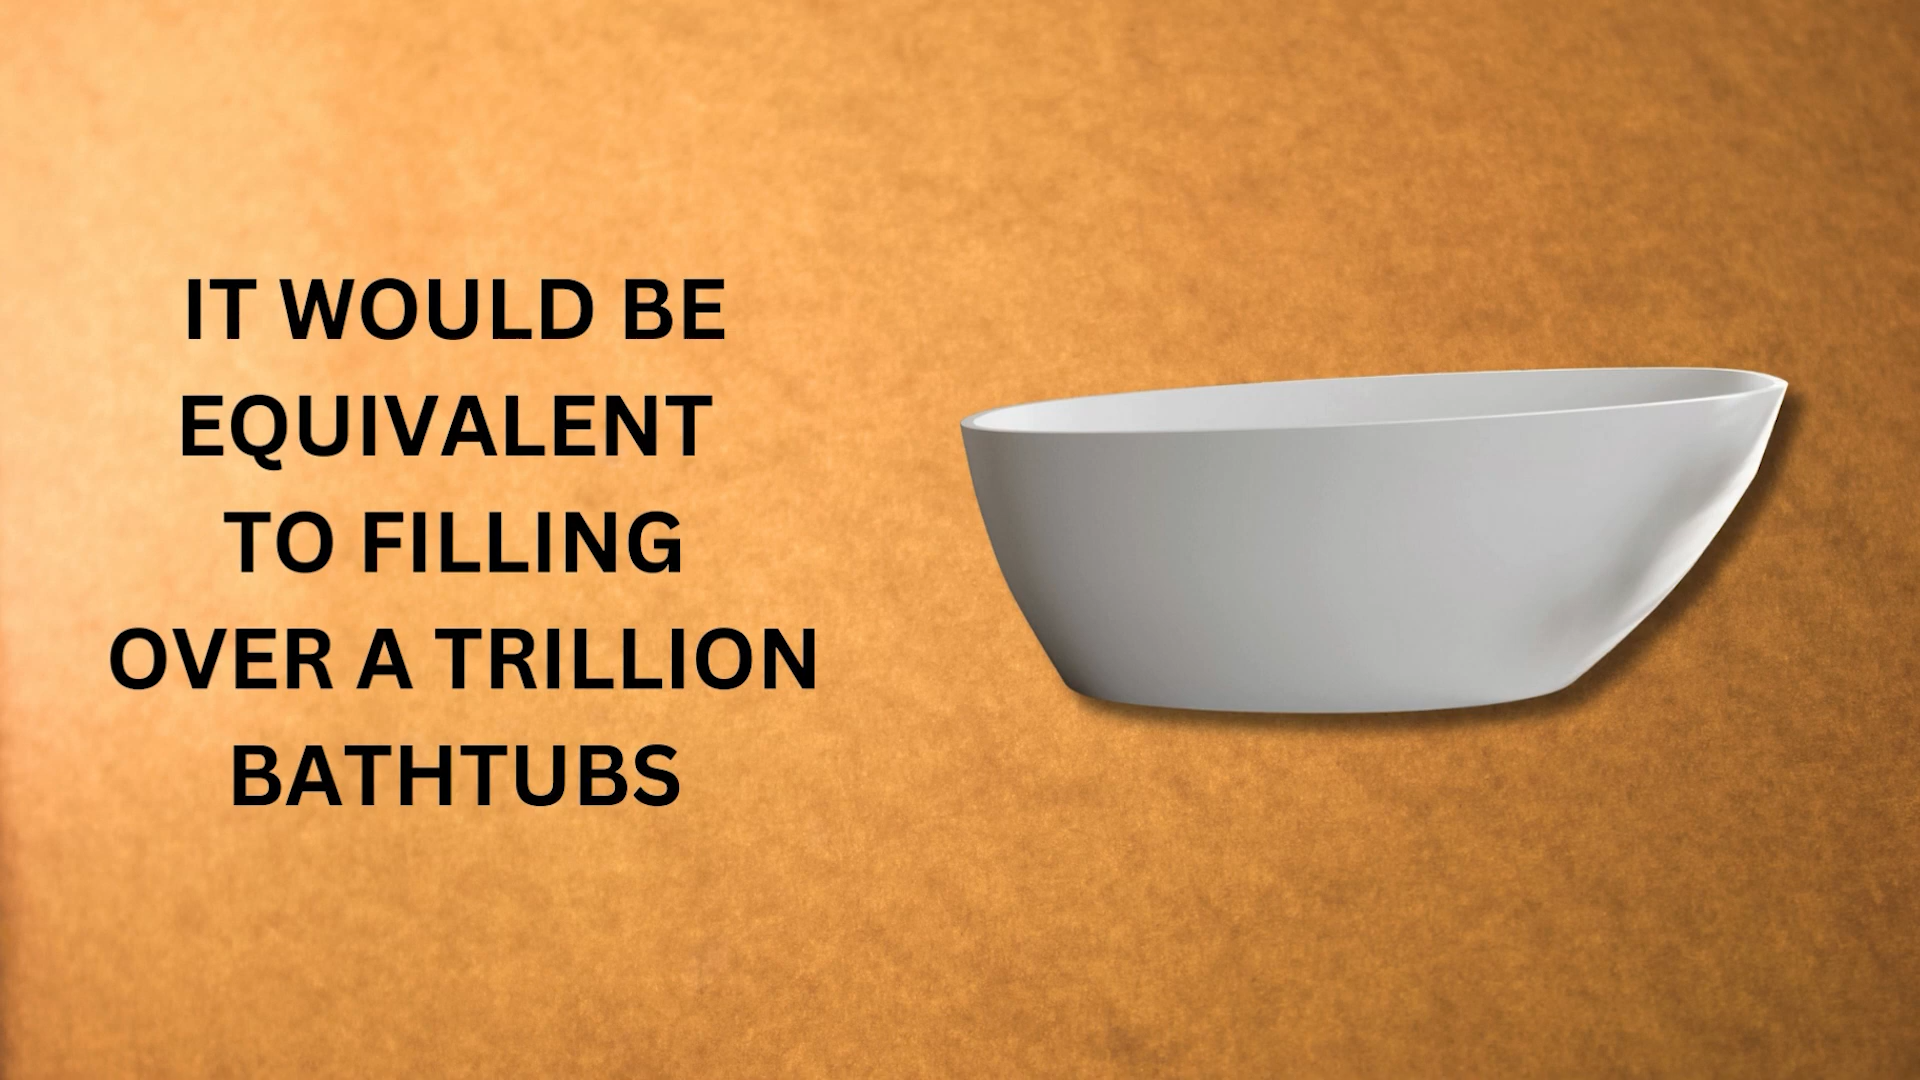 IT WOULD BE
EQUIVALENT
TO FILLING
OVER A TRILLION
BATHTUBS